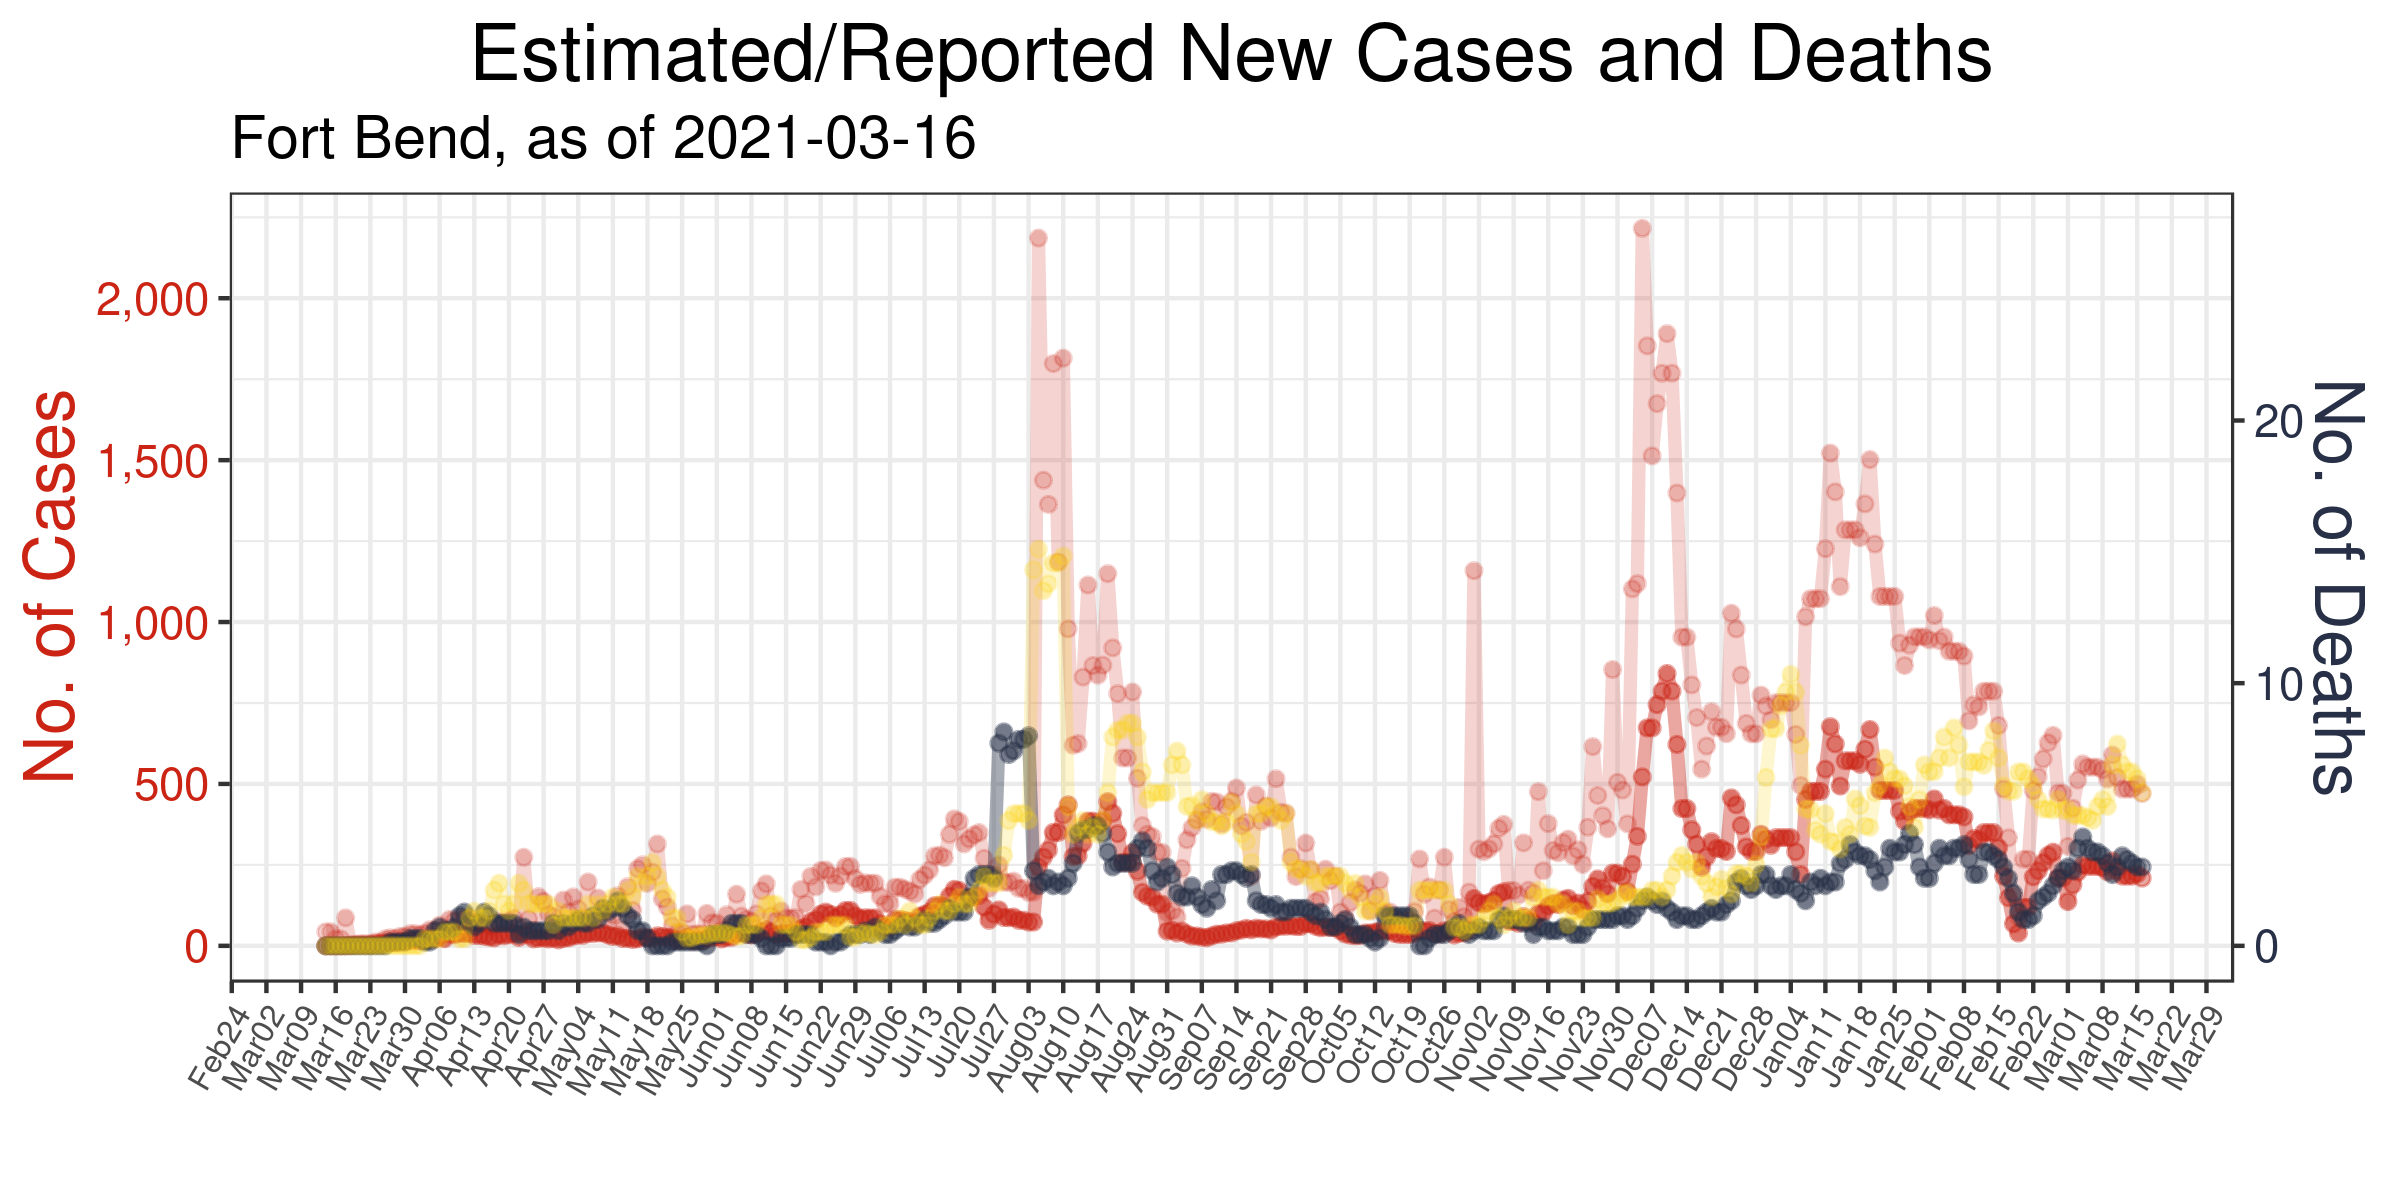 Estimated/Reported New Cases and Deaths
Fort Bend, as of 2021-03-16
No. of Cases
2,000
1,500
1,000
500
0
No. of Deaths
20
10
0
Feb24
Mar02
Mar09
Mar16
Mar23
Mar30
Apr06
Apr13
Apr20
Apr27
May04
May11
May18
May25
Jun01
Jun08
Jun15
Jun22
Jun29
Jul06
Jul13
Jul20
Jul27
Aug03
Aug10
Aug17
Aug24
Aug31
Sep07
Sep14
Sep21
Sep28
Oct05
Oct12
Oct19
Oct26
Nov02
Nov09
Nov16
Nov23
Nov30
Dec07
Dec14
Dec21
Dec28
Jan04
Jan11
Jan18
Jan25
Feb01
Feb08
Feb15
Feb22
Mar01
Mar08
Mar15
Mar22
Mar29